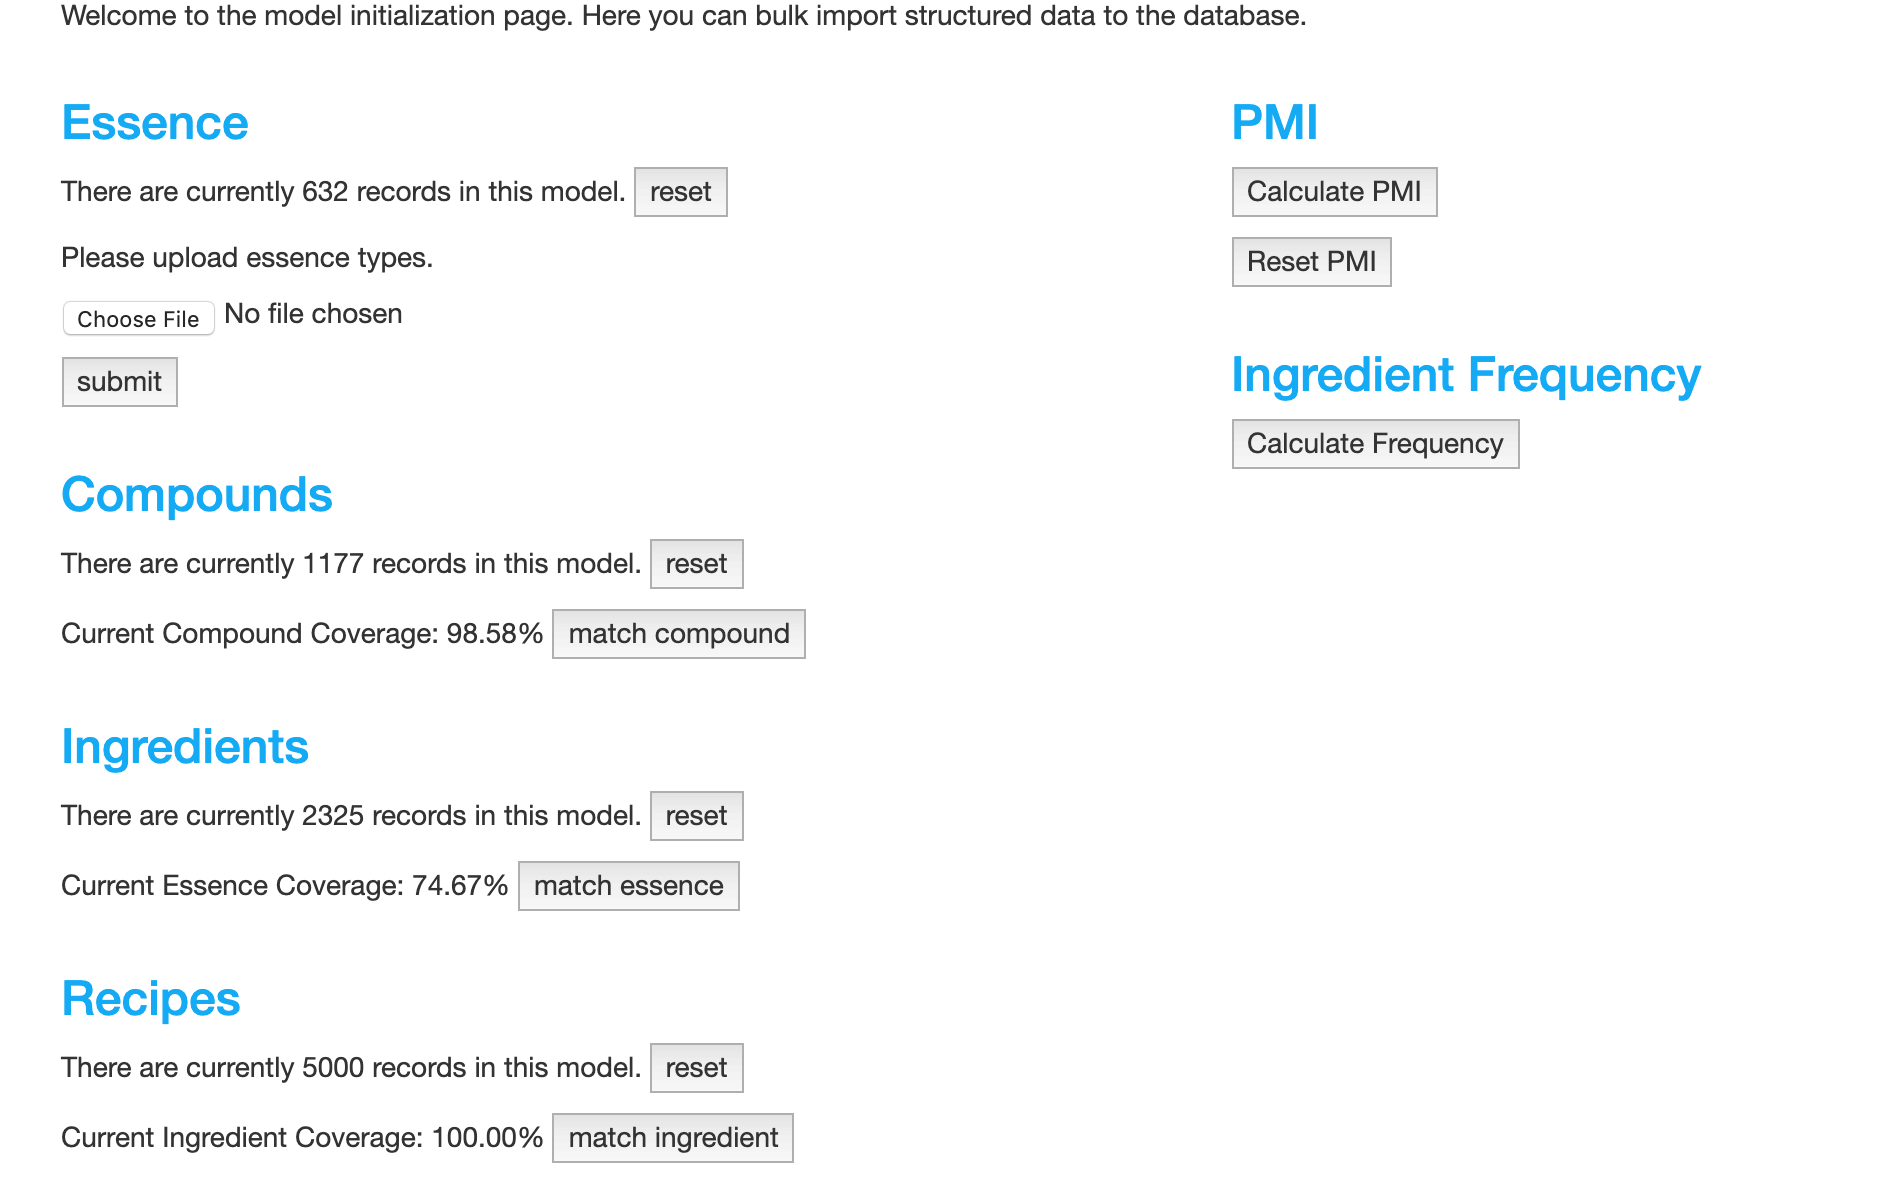 Welcome to the model initialization page. Here you can bulk import structured data to the database.
Essence
There are currently 632 records in this model. reset
Please upload essence types.
Choose File No file chosen
submit
Compounds
There are currently 1177 records in this model. reset
Current Compound Coverage: 98.58% match compound
Ingredients
There are currently 2325 records in this model. reset
Current Essence Coverage: 74.67% match essence
Recipes
There are currently 5000 records in this model. reset
Current Ingredient Coverage: 100.00% match ingredient
PMI
Calculate PMI
Reset PMI
Ingredient Frequency
Calculate Frequency